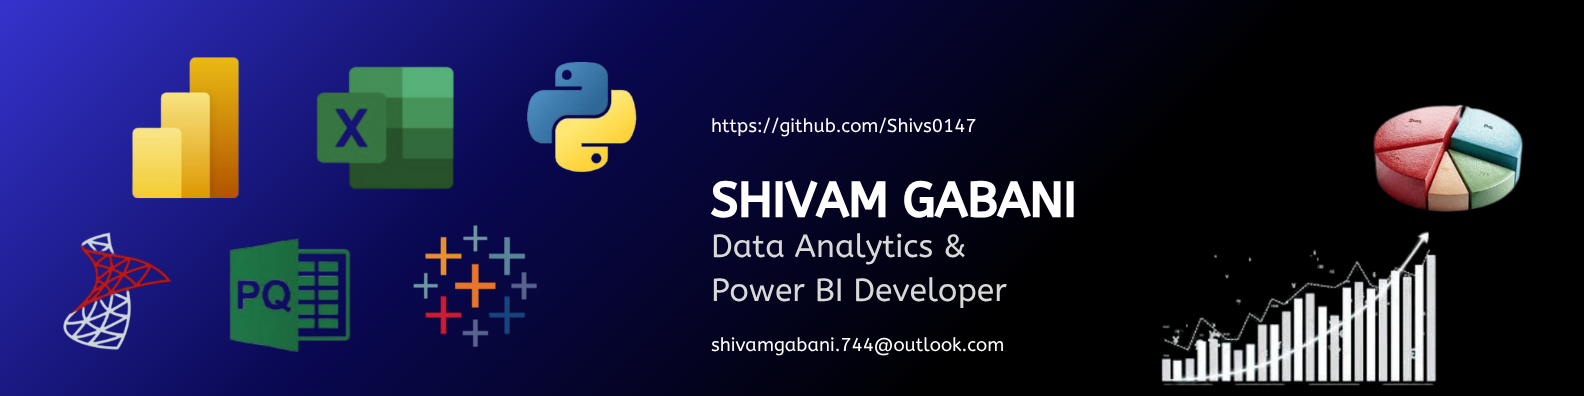 X
PQ
https://github.com/Shivs0147
SHIVAM GABANI
Data Analytics &
Power BI Developer
shivamgabani.744@outlook.com